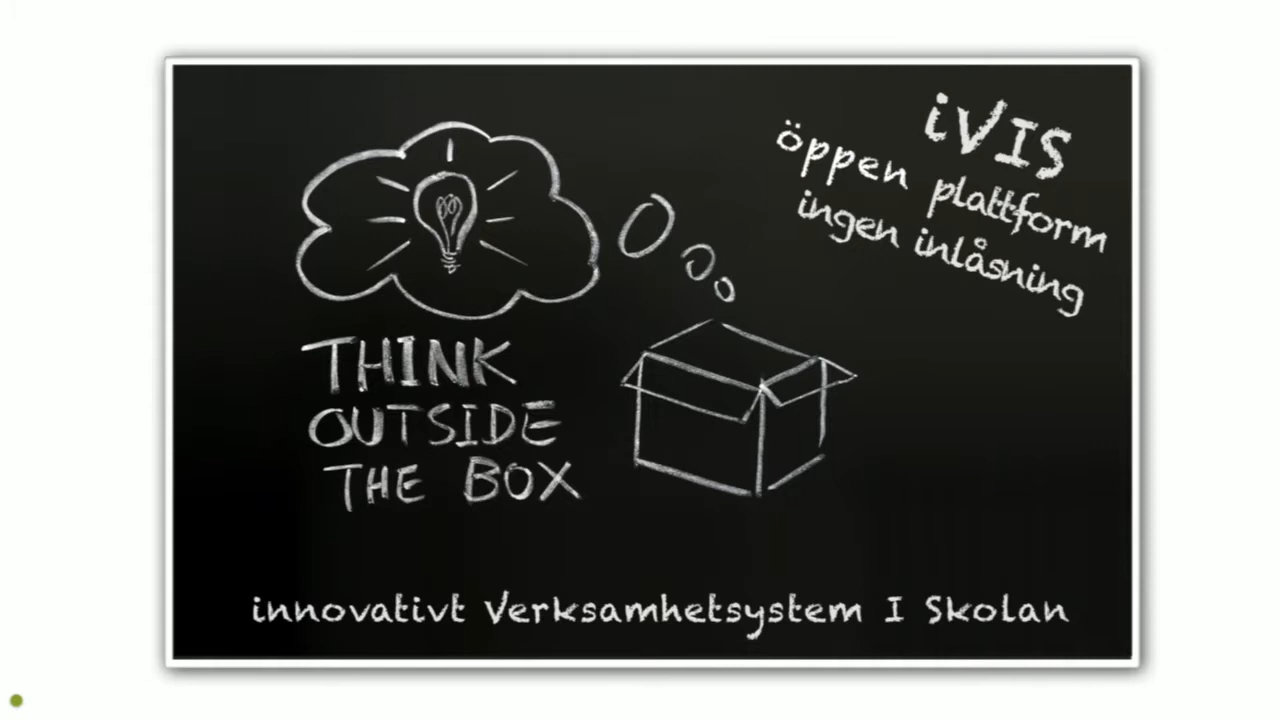 iVIS
öppen plattform
ingen inlåsning
THINK
OUTSIDE
THE BOX
innovativt Verksamhetsystem I Skolan